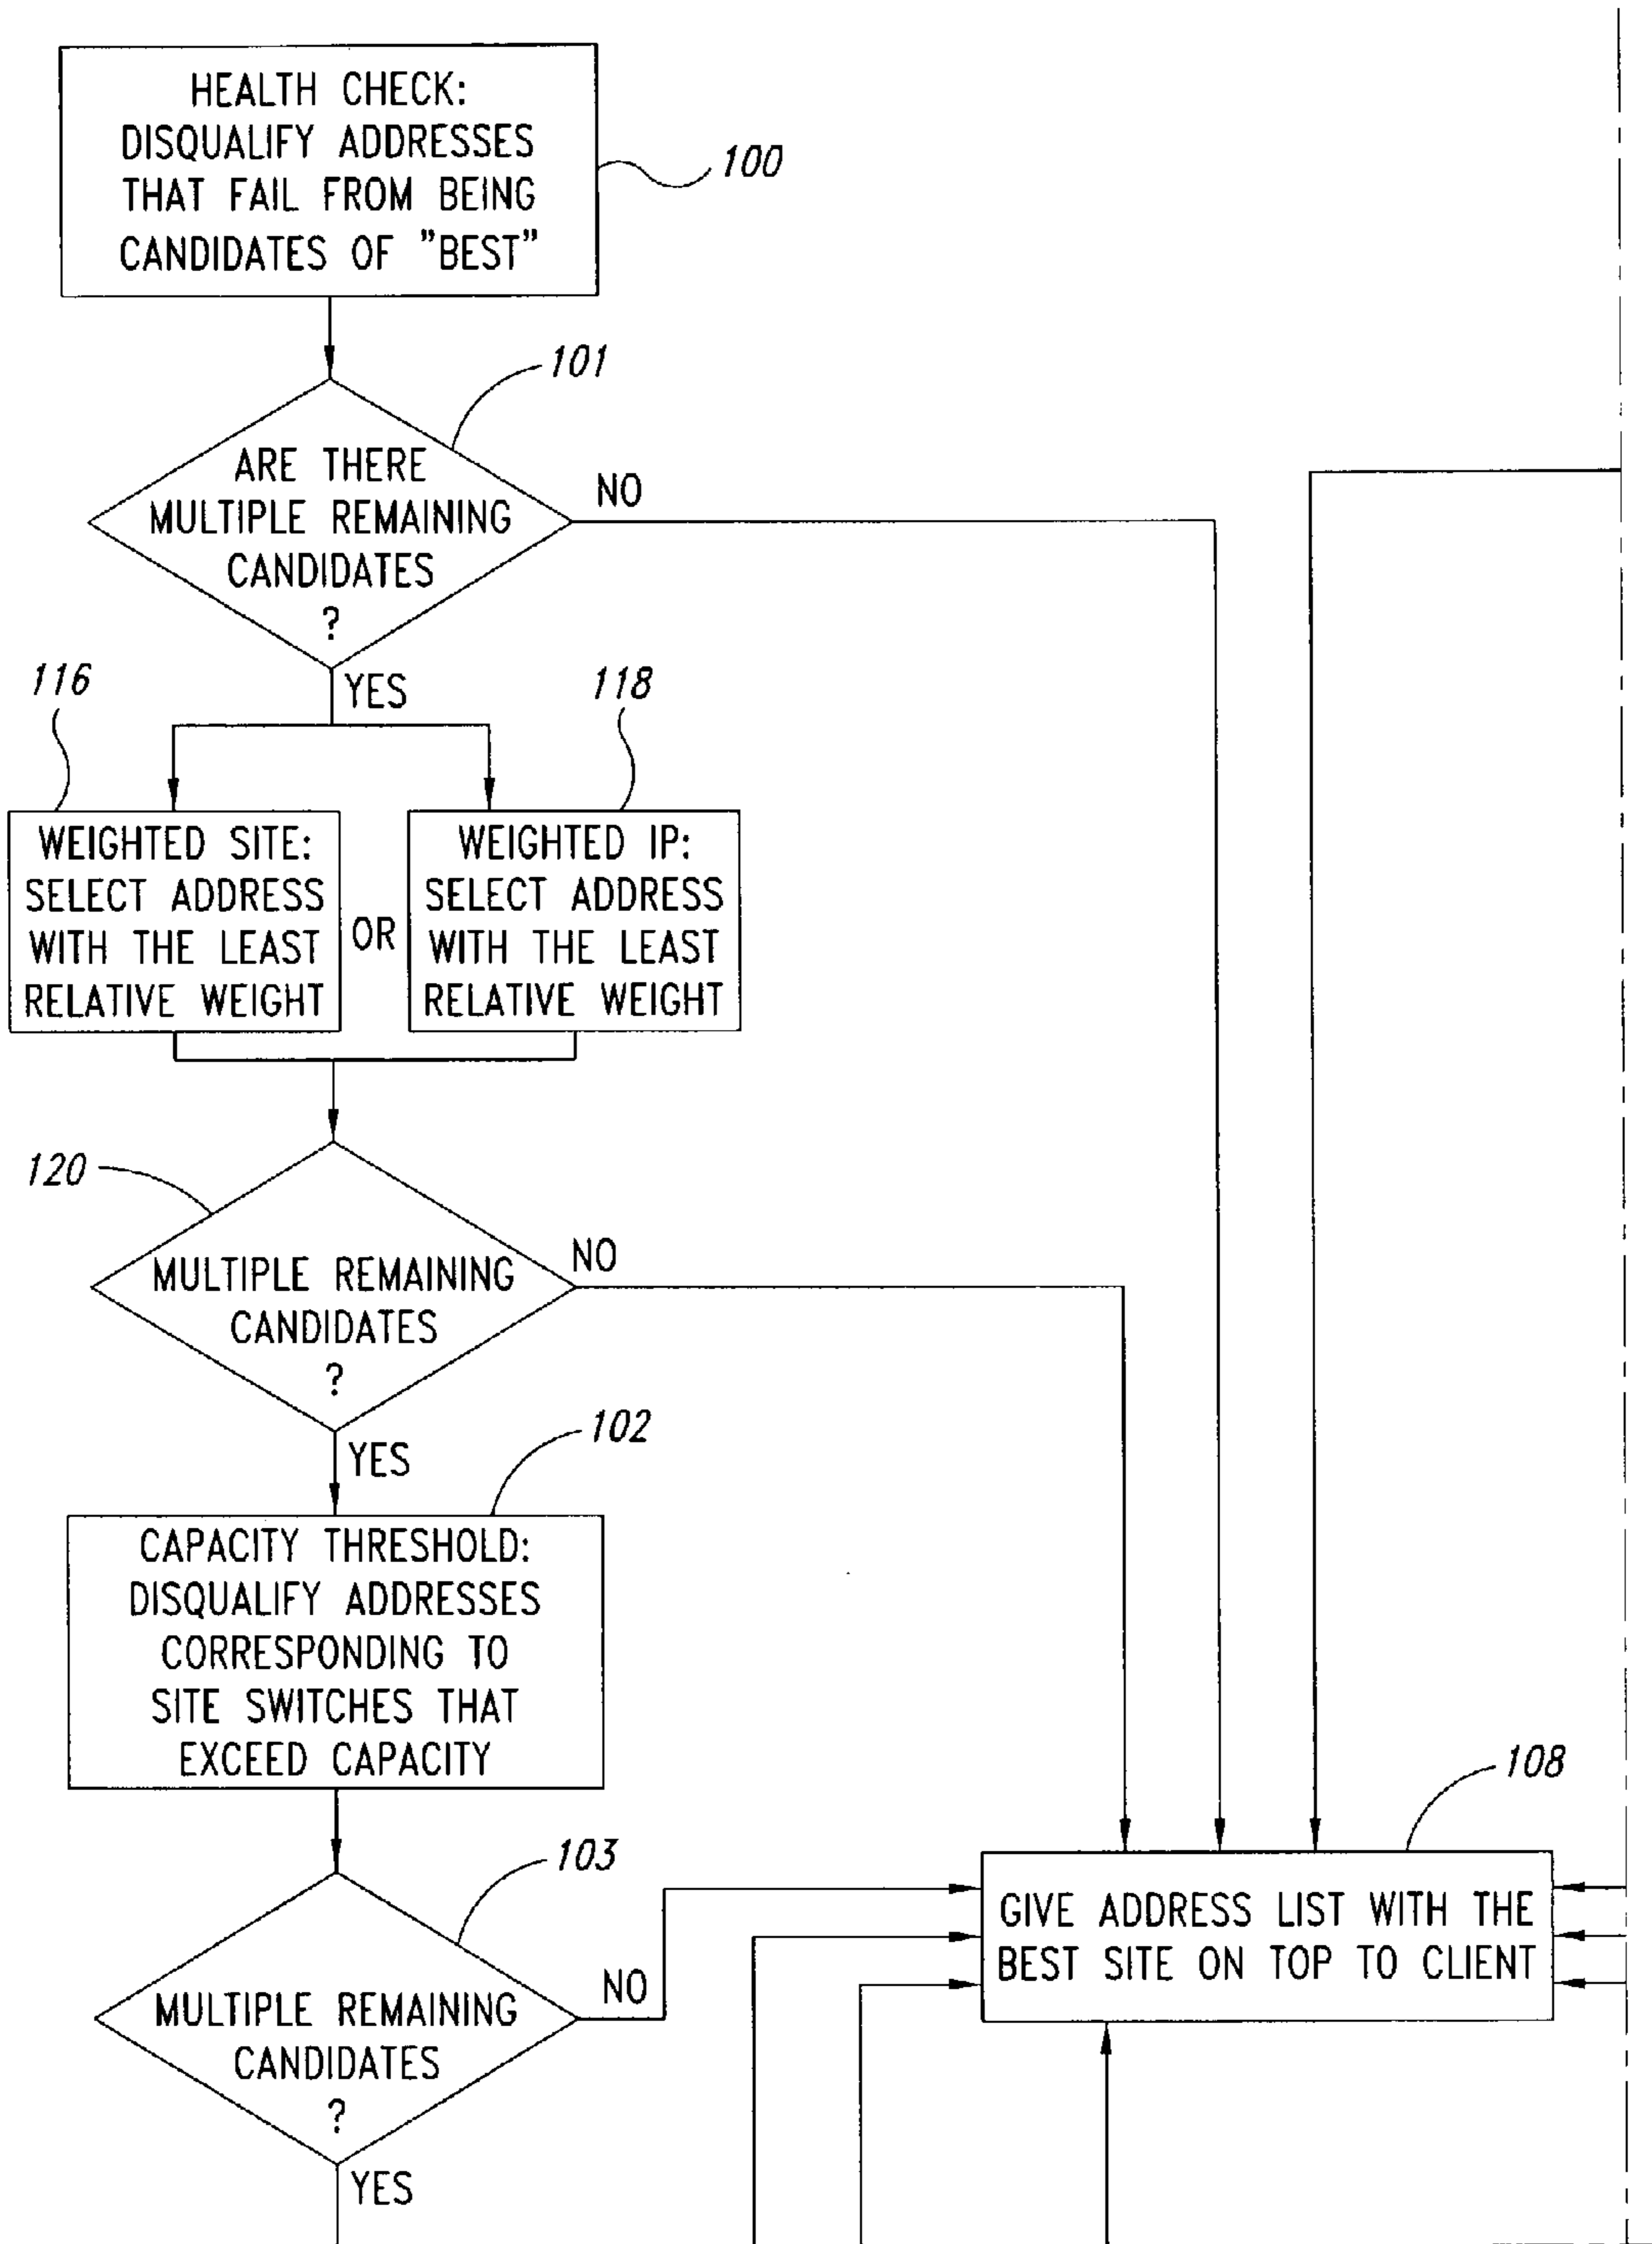 HEALTH CHECK:
DISQUALIFY ADDRESSES
THAT FAIL FROM BEING
CANDIDATES OF "BEST"
100
101
ARE THERE
MULTIPLE REMAINING
CANDIDATES
?
NO
YES
116
118
WEIGHTED SITE:
SELECT ADDRESS
WITH THE LEAST
RELATIVE WEIGHT
OR
WEIGHTED IP:
SELECT ADDRESS
WITH THE LEAST
RELATIVE WEIGHT
120
MULTIPLE REMAINING
CANDIDATES
?
NO
YES
102
CAPACITY THRESHOLD:
DISQUALIFY ADDRESSES
CORRESPONDING TO
SITE SWITCHES THAT
EXCEED CAPACITY
103
MULTIPLE REMAINING
CANDIDATES
?
NO
YES
108
GIVE ADDRESS LIST WITH THE
BEST SITE ON TOP TO CLIENT